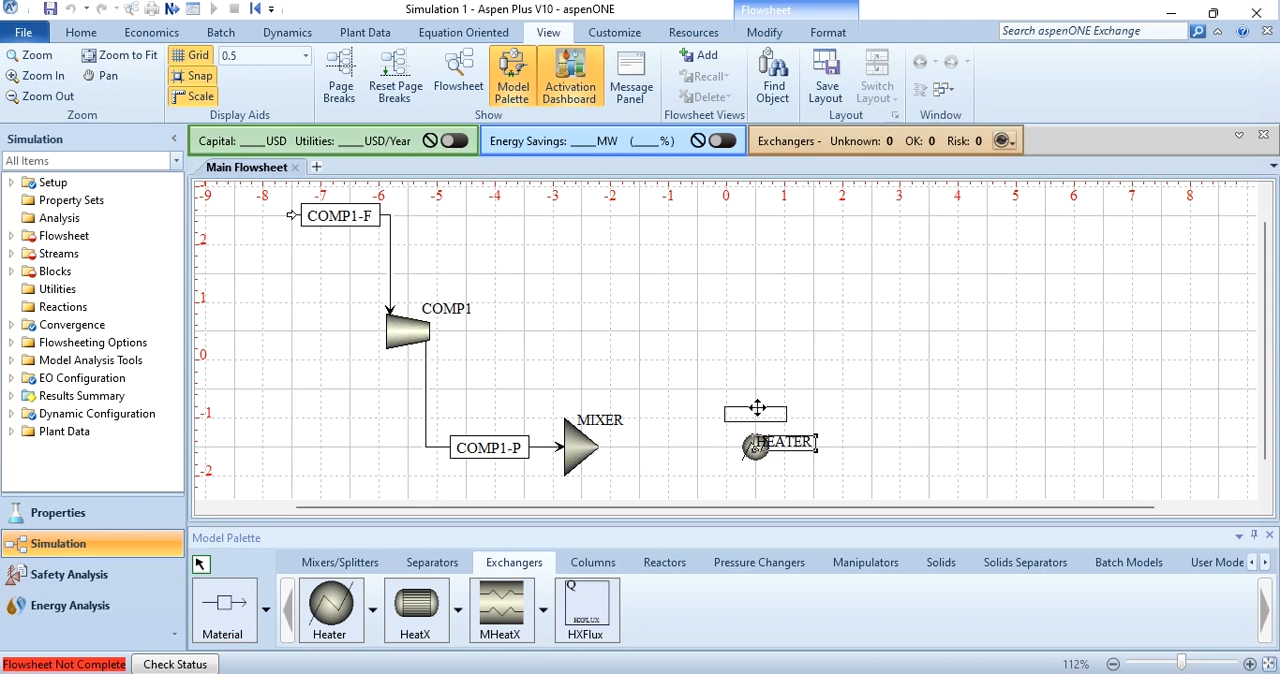 Simulation 1 - Aspen Plus V10 - aspenONE
Flowsheet
File Home Economics Batch Dynamics Plant Data Equation Oriented View Customize Resources Modify Format
Search aspenONE Exchange
Zoom Zoom to Fit
Zoom In Pan
Zoom Out
Zoom
Grid 0.5
Snap
Scale
Display Aids
Page Breaks
Reset Page Breaks
Flowsheet
Model Palette
Activation Dashboard
Message Panel
Show
Add
Recall
Delete
Flowsheet Views
Find Object
Save Layout
Switch Layout
Layout
Window
Simulation
All Items
Capital: ____USD Utilities: ____USD/Year
Energy Savings: ____MW (____%)
Exchangers - Unknown: 0 OK: 0 Risk: 0
Main Flowsheet
Setup
Property Sets
Analysis
Flowsheet
Streams
Blocks
Utilities
Reactions
Convergence
Flowsheeting Options
Model Analysis Tools
EO Configuration
Results Summary
Dynamic Configuration
Plant Data
Properties
Simulation
Safety Analysis
Energy Analysis
-9 -8 -7 -6 -5 -4 -3 -2 -1 0 1 2 3 4 5 6 7 8
2
1
0
-1
-2
COMP1-F
COMP1
COMP1-P
MIXER
HEATER
Model Palette
Mixers/Splitters Separators Exchangers Columns Reactors Pressure Changers Manipulators Solids Solids Separators Batch Models User Mode
Material
Heater
HeatX
MHeatX
Q
HXFLUX
HXFlux
Flowsheet Not Complete
Check Status
112%